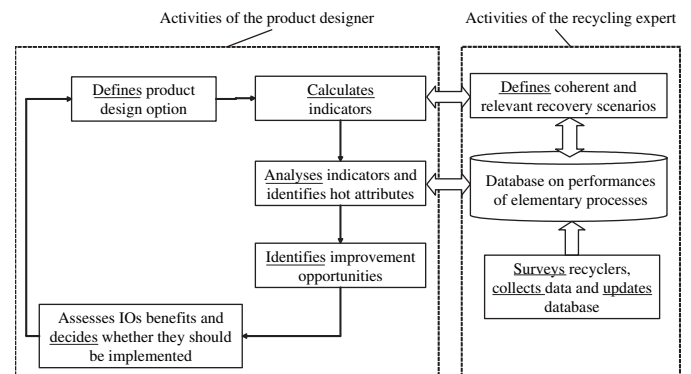 Activities of the product designer
Activities of the recycling expert
Defines product
design option
Calculates
indicators
Defines coherent and
relevant recovery scenarios
Analyses indicators and
identifies hot attributes
Database on performances
of elementary processes
Identifies improvement
opportunities
Surveys recyclers,
collects data and updates
database
Assesses IOs benefits and
decides whether they should
be implemented